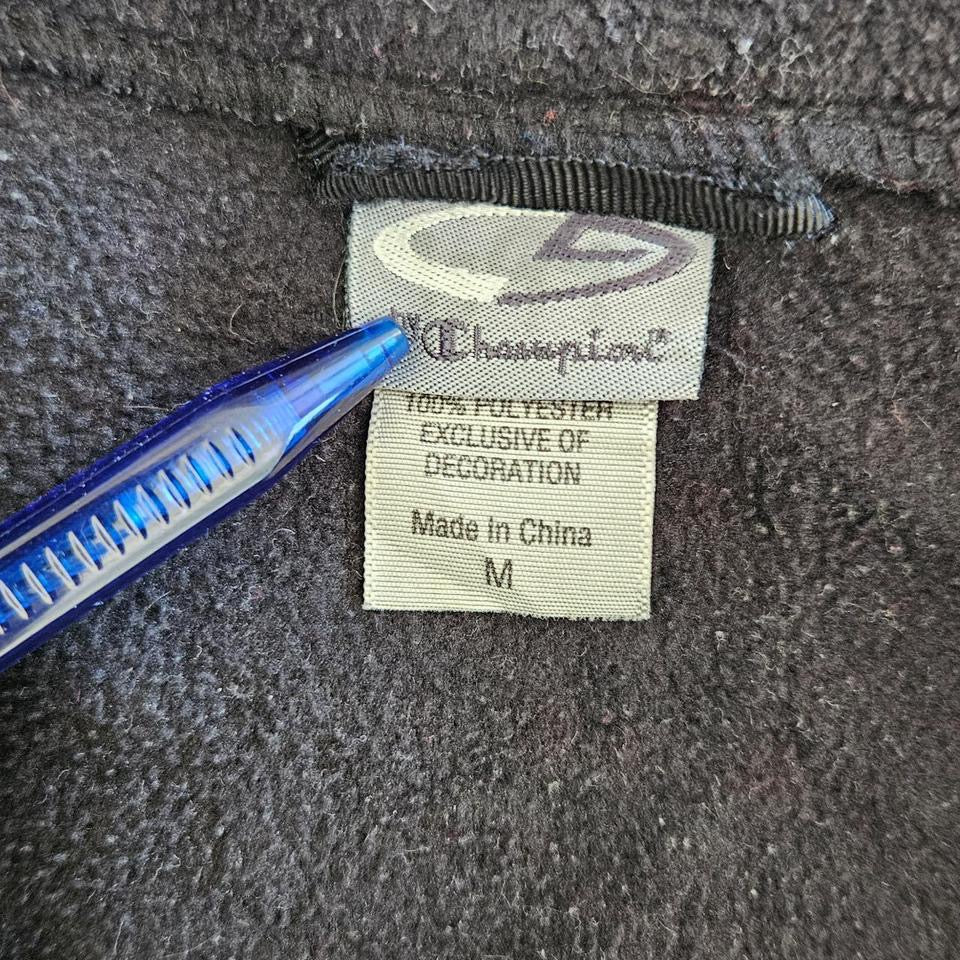 Champion
100% POLYESTER
EXCLUSIVE OF
DECORATION
Made In China
M